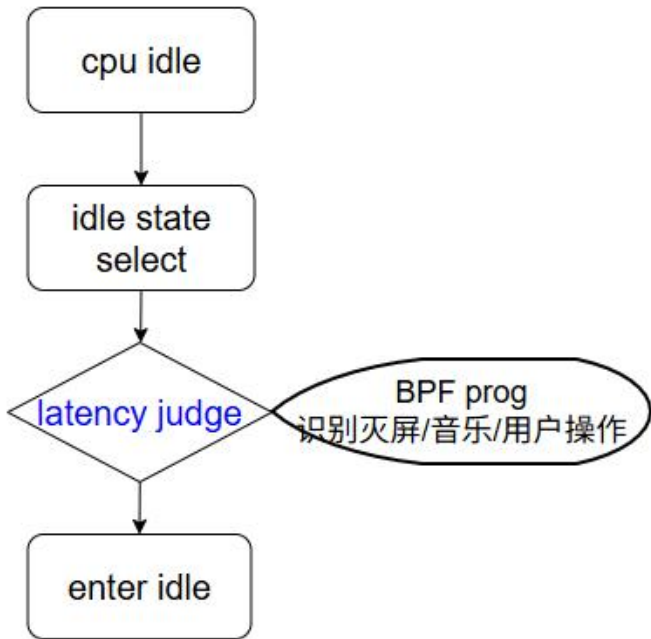 cpu idle
idle state
select
latency judge
BPF prog
识别灭屏/音乐/用户操作
enter idle